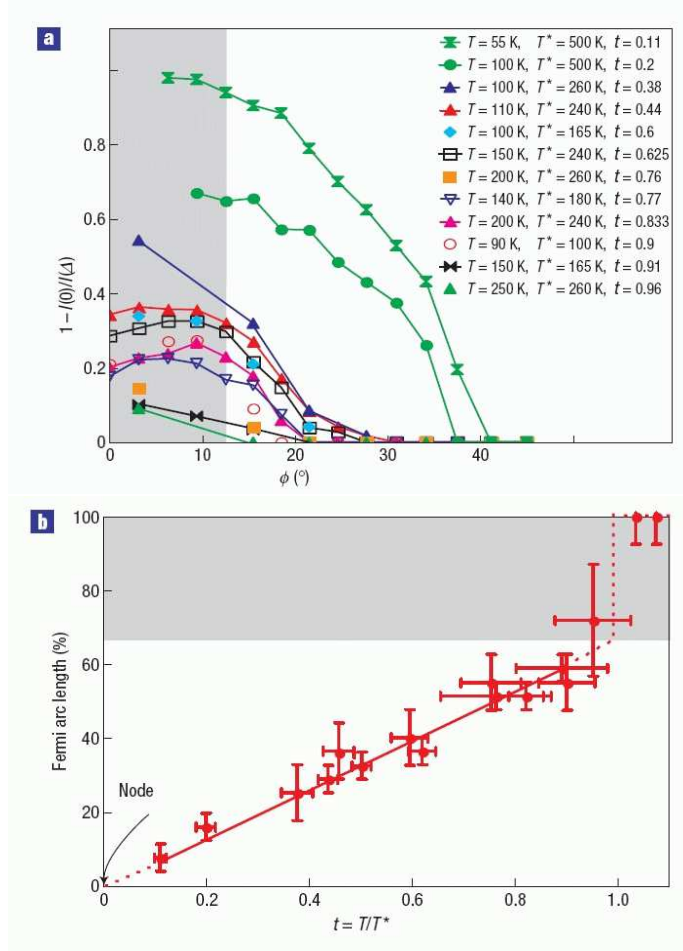 a
1 – I(0)/I(Δ)
0.8
0.6
0.4
0.2
0
T = 55 K, T* = 500 K, t = 0.11
T = 100 K, T* = 500 K, t = 0.2
T = 100 K, T* = 260 K, t = 0.38
T = 110 K, T* = 240 K, t = 0.44
T = 100 K, T* = 165 K, t = 0.6
T = 150 K, T* = 240 K, t = 0.625
T = 200 K, T* = 260 K, t = 0.76
T = 140 K, T* = 180 K, t = 0.77
T = 200 K, T* = 240 K, t = 0.833
T = 90 K, T* = 100 K, t = 0.9
T = 150 K, T* = 165 K, t = 0.91
T = 250 K, T* = 260 K, t = 0.96
0 10 20 30 40
ϕ (°)
b
Fermi arc length (%)
100
80
60
40
20
0
Node
0 0.2 0.4 0.6 0.8 1.0
t = T/T*